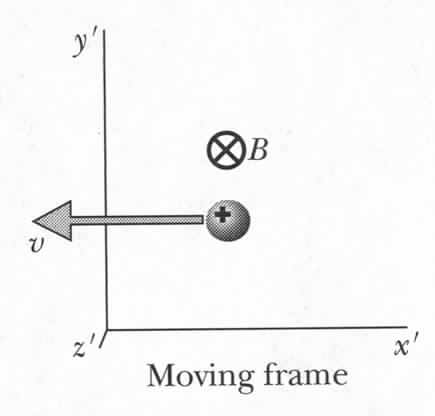 y′
B
+
v
z′
x′
Moving frame